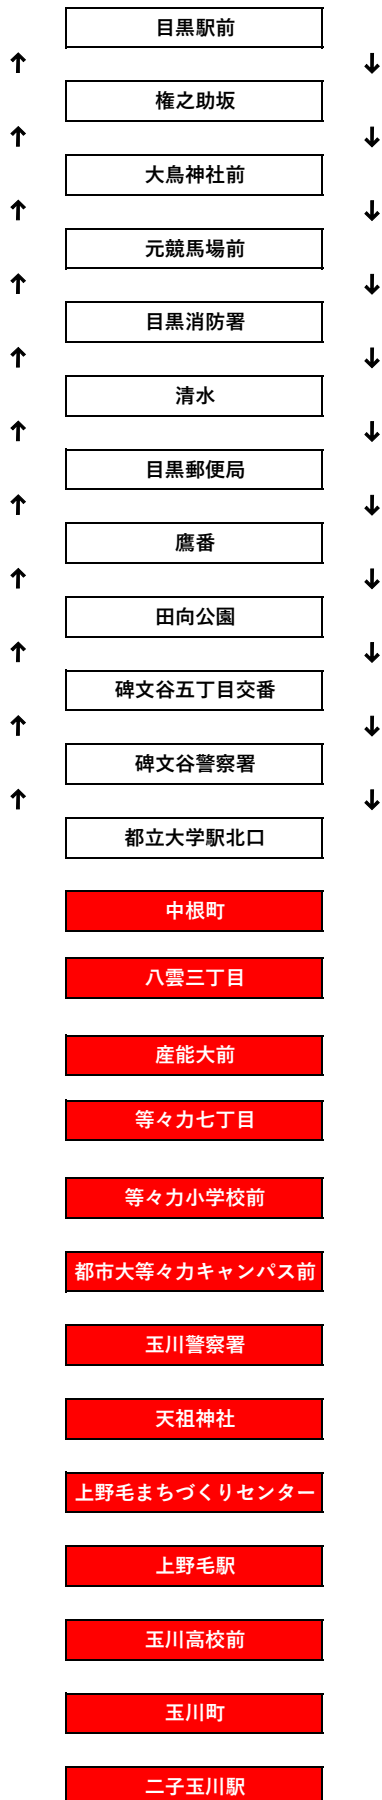 目黒駅前
↑ ↓
権之助坂
↑ ↓
大鳥神社前
↑ ↓
元競馬場前
↑ ↓
目黒消防署
↑ ↓
清水
↑ ↓
目黒郵便局
↑ ↓
鷹番
↑ ↓
田向公園
↑ ↓
碑文谷五丁目交番
↑ ↓
碑文谷警察署
↑ ↓
都立大学駅北口
中根町
八雲三丁目
産能大前
等々力七丁目
等々力小学校前
都市大等々力キャンパス前
玉川警察署
天祖神社
上野毛まちづくりセンター
上野毛駅
玉川高校前
玉川町
二子玉川駅